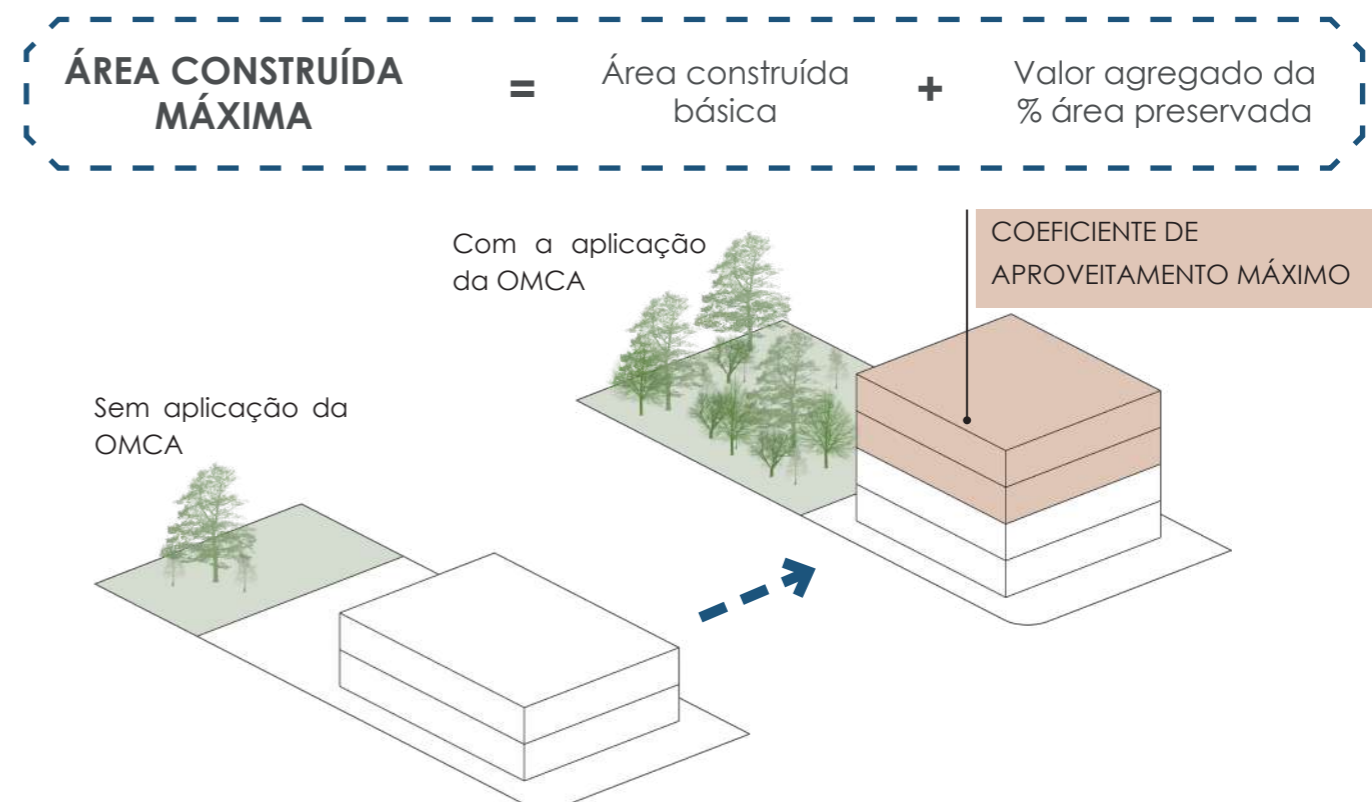 ÁREA CONSTRUÍDA
MÁXIMA
=
Área construída
básica
+
Valor agregado da
% área preservada
Com a aplicação
da OMCA
COEFICIENTE DE
APROVEITAMENTO MÁXIMO
Sem aplicação da
OMCA